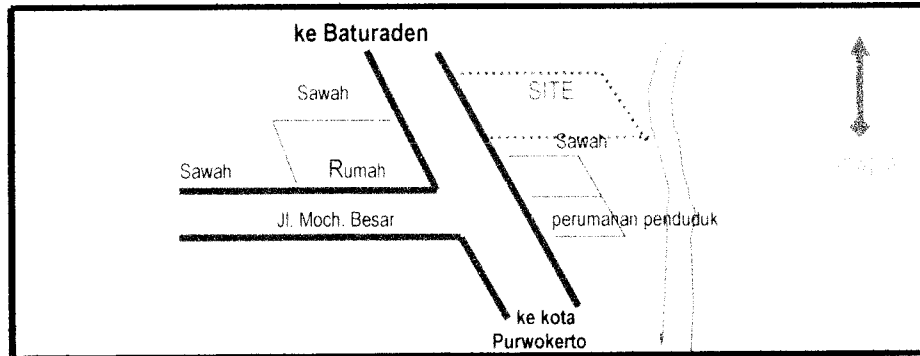 ke Baturaden
Sawah
SITE
Sawah
Sawah
Rumah
Jl. Moch. Besar
perumahan penduduk
ke kota
Purwokerto